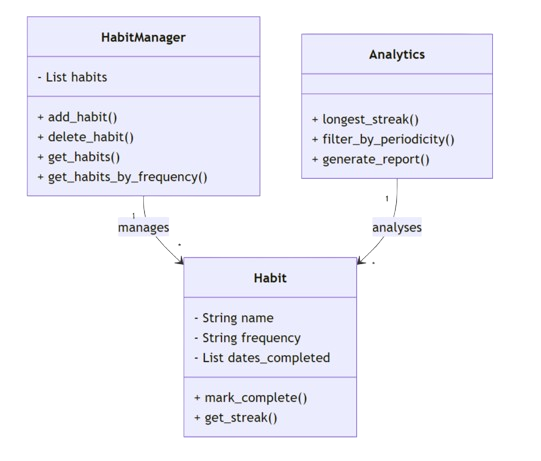 HabitManager
- List habits
+ add_habit()
+ delete_habit()
+ get_habits()
+ get_habits_by_frequency()
Analytics
+ longest_streak()
+ filter_by_periodicity()
+ generate_report()
1
manages
*
1
analyses
*
Habit
- String name
- String frequency
- List dates_completed
+ mark_complete()
+ get_streak()